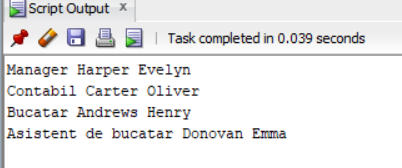 Script Output x
Task completed in 0.039 seconds
Manager Harper Evelyn
Contabil Carter Oliver
Bucatar Andrews Henry
Asistent de bucatar Donovan Emma